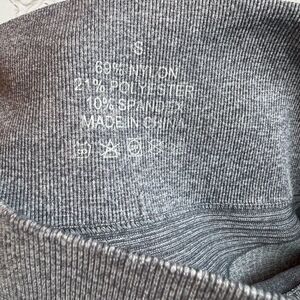 S
69% NYLON
21% POLYESTER
10% SPANDEX
MADE IN CHINA